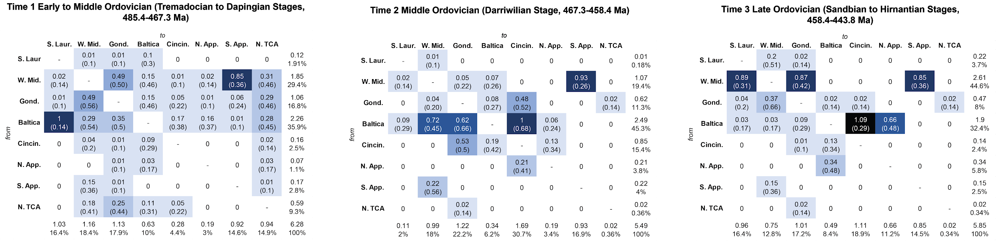 Time 1 Early to Middle Ordovician (Tremadocian to Dapingian Stages,
485.4-467.3 Ma)
to
S. Laur. W. Mid. Gond. Baltica Cincin. N. App. S. App. N. TCA
from
S. Laur - 0.01 0.01 0.1 0 0 0 0 0.12
(0.1) (0.1) (0.3) 1.91%
W. Mid. 0.02 - 0.49 0.15 0.01 0.02 0.85 0.31 1.85
(0.14) (0.50) (0.46) (0.1) (0.14) (0.36) (0.46) 29.4%
Gond. 0.01 0.49 - 0.15 0.05 0.01 0.06 0.29 1.06
(0.1) (0.56) (0.46) (0.22) (0.1) (0.24) (0.46) 16.8%
Baltica 1 0.29 0.35 - 0.17 0.16 0.01 0.28 2.26
(0.14) (0.54) (0.5) (0.38) (0.37) (0.1) (0.45) 35.9%
Cincin. 0 0.04 0.01 0.09 - 0 0 0.02 0.16
(0.2) (0.1) (0.29) (0.14) 2.5%
N. App. 0 0 0.01 0.03 0 - 0 0.03 0.07
(0.1) (0.17) (0.17) 1.1%
S. App. 0 0.15 0.01 0 0 0 - 0.01 0.17
(0.36) (0.1) (0.1) 2.8%
N. TCA 0 0.18 0.25 0.11 0.05 0 0 - 0.59
(0.41) (0.44) (0.31) (0.22) 9.3%
1.03 1.16 1.13 0.63 0.28 0.19 0.92 0.94 6.28
16.4% 18.4% 17.9% 10% 4.4% 3% 14.6% 14.9% 100%
Time 2 Middle Ordovician (Darriwilian Stage, 467.3-458.4 Ma)
to
S. Laur. W. Mid. Gond. Baltica Cincin. N. App. S. App. N. TCA
from
S. Laur. - 0.01 0 0 0 0 0 0 0.01
(0.1) 0.18%
W. Mid. 0.02 - 0.05 0.07 0 0 0.93 0 1.07
(0.14) (0.22) (0.26) (0.26) 19.4%
Gond. 0 0.04 - 0.08 0.48 0 0 0.02 0.62
(0.20) (0.27) (0.52) (0.14) 11.3%
Baltica 0.09 0.72 0.62 - 1 0.06 0 0 2.49
(0.29) (0.45) (0.66) (0.68) (0.24) 45.3%
Cincin. 0 0 0.53 0.19 - 0.13 0 0 0.85
(0.5) (0.42) (0.34) 15.4%
N. App. 0 0 0 0 0.21 - 0 0 0.21
(0.41) 3.8%
S. App. 0 0.22 0 0 0 0 - 0 0.22
(0.56) 4%
N. TCA 0 0 0.02 0 0 0 0 - 0.02
(0.14) 0.36%
0.11 0.99 1.22 0.34 1.69 0.19 0.93 0.02 5.49
2% 18% 22.2% 6.2% 30.7% 3.4% 16.9% 0.36% 100%
Time 3 Late Ordovician (Sandbian to Hirnantian Stages,
458.4-443.8 Ma)
to
S. Laur. W. Mid. Gond. Baltica Cincin. N. App. S. App. N. TCA
from
S. Laur. - 0.2 0.02 0 0 0 0 0 0.22
(0.51) (0.14) 3.7%
W. Mid. 0.89 - 0.87 0 0 0 0.85 0 2.61
(0.31) (0.42) (0.36) 44.6%
Gond. 0.04 0.37 - 0.02 0.02 0 0 0.02 0.47
(0.2) (0.66) (0.14) (0.14) (0.14) 8%
Baltica 0.03 0.03 0.09 - 1.09 0.66 0 0 1.9
(0.17) (0.17) (0.29) (0.29) (0.48) 32.4%
Cincin. 0 0 0.01 0.13 - 0 0 0 0.14
(0.1) (0.34) 2.4%
N. App. 0 0 0 0.34 0 - 0 0 0.34
(0.48) 5.8%
S. App. 0 0.15 0 0 0 0 - 0 0.15
(0.36) 2.5%
N. TCA 0 0 0.02 0 0 0 0 - 0.02
(0.14) 0.34%
0.96 0.75 1.01 0.49 1.11 0.66 0.85 0.02 5.85
16.4% 12.8% 17.2% 8.4% 18.9% 11.2% 14.5% 0.34% 100%